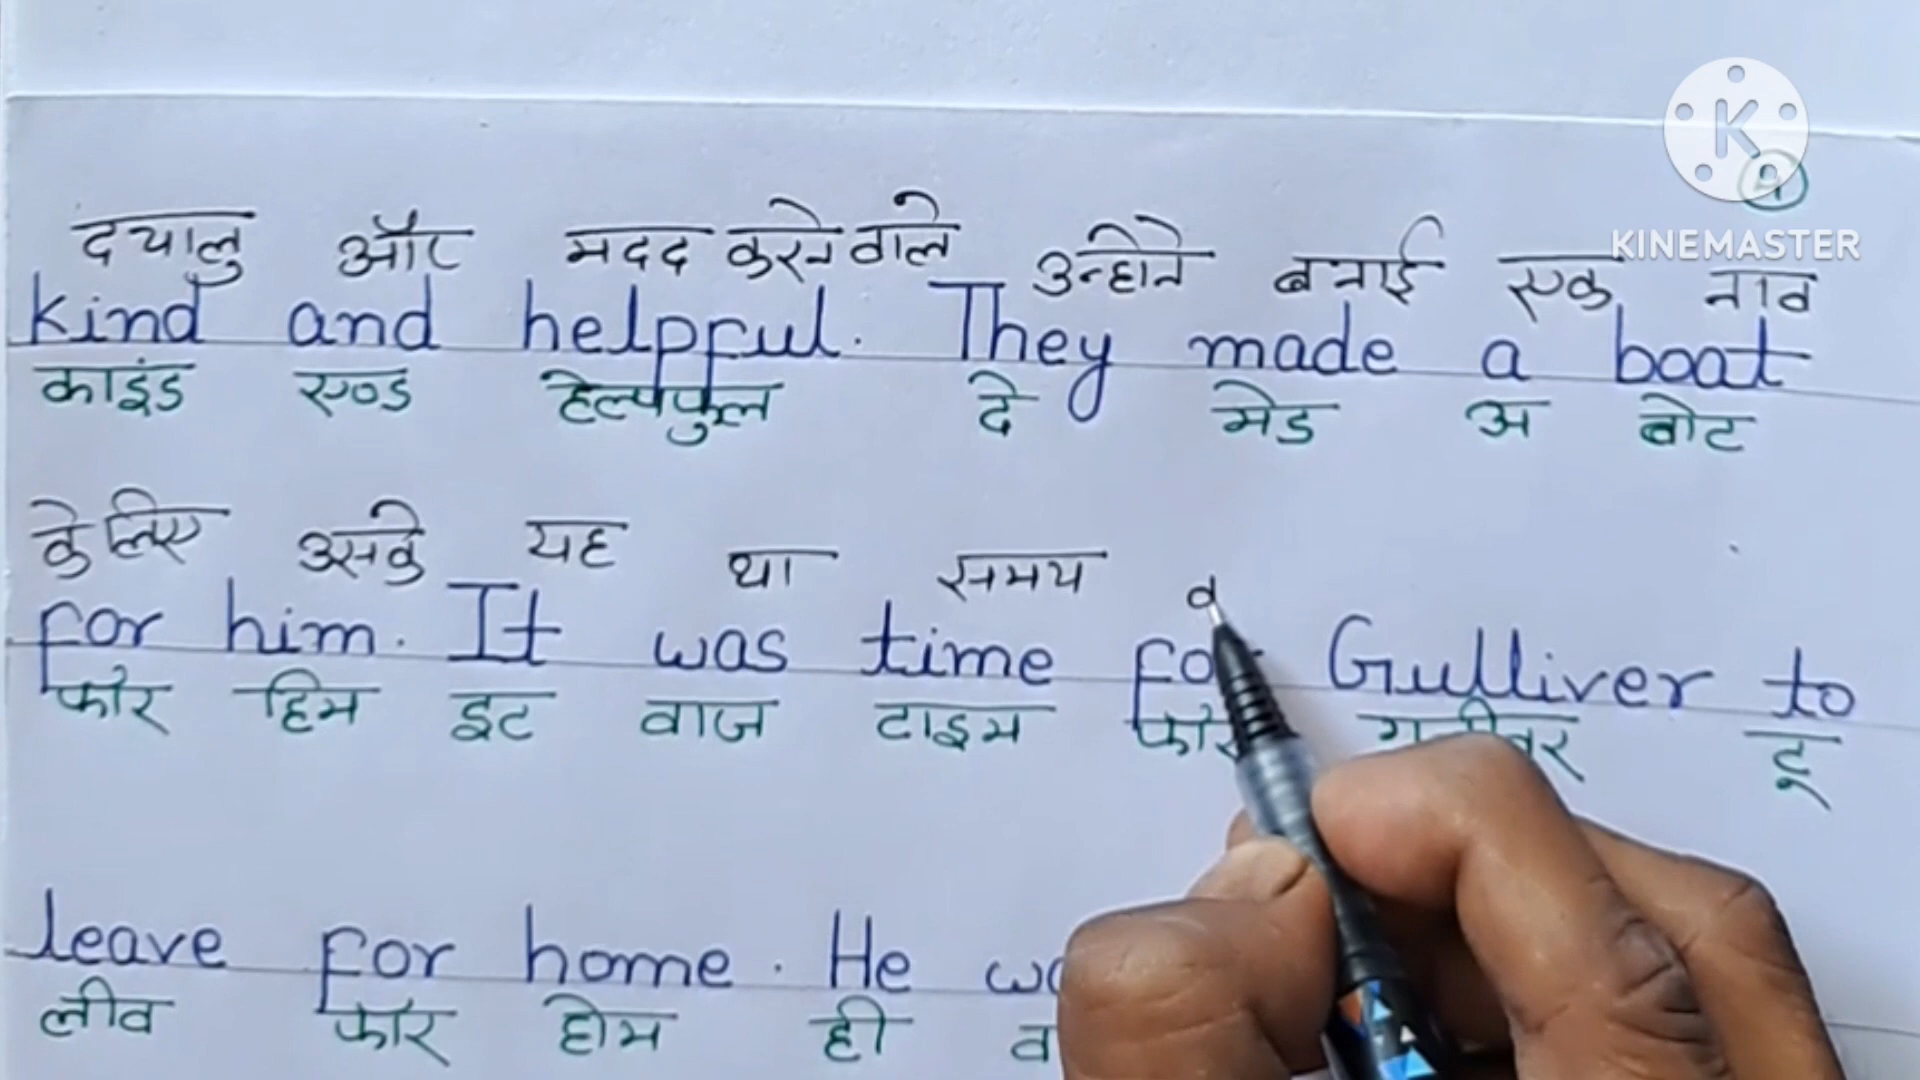 KINEMASTER
दयालु और मदद करने वाले उन्होने बनाई एक नाव
kind and helpful. They made a boat
काइंड एण्ड हेल्पफुल दे मेड अ बोट
के लिए उसके यह था समय
for him. It was time for Gulliver to
फॉर हिम इट वाज टाइम फॉर टू
leave for home. He
लीव फॉर होम ही